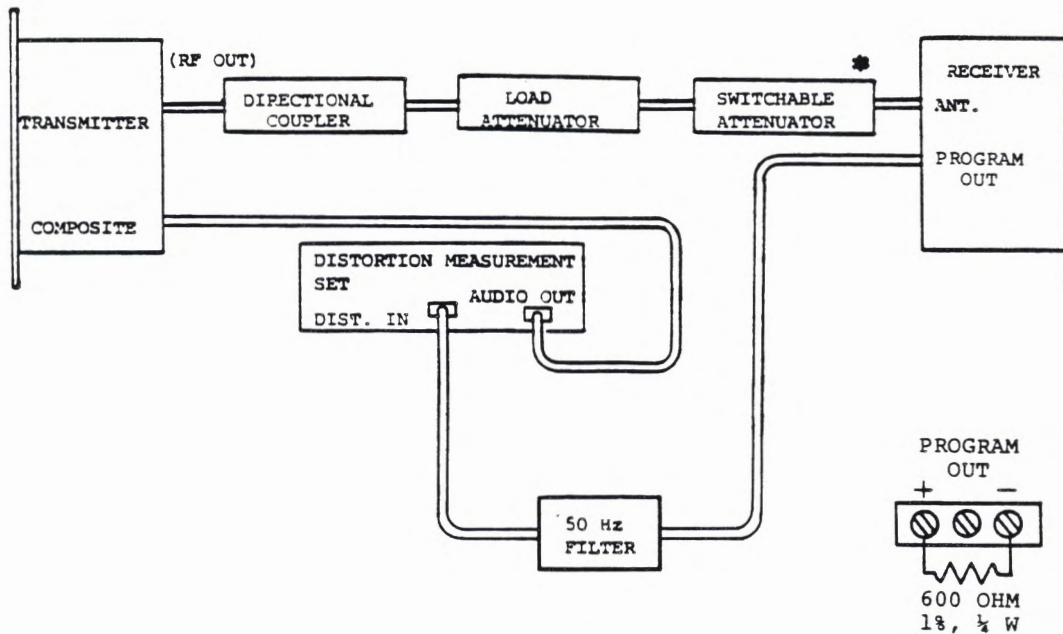 (RF OUT)
TRANSMITTER
COMPOSITE
DIRECTIONAL
COUPLER
LOAD
ATTENUATOR
*
SWITCHABLE
ATTENUATOR
RECEIVER
ANT.
PROGRAM
OUT
DISTORTION MEASUREMENT
SET
AUDIO OUT
DIST. IN
50 Hz
FILTER
PROGRAM
OUT
+ −
600 OHM
1%, ¼ W